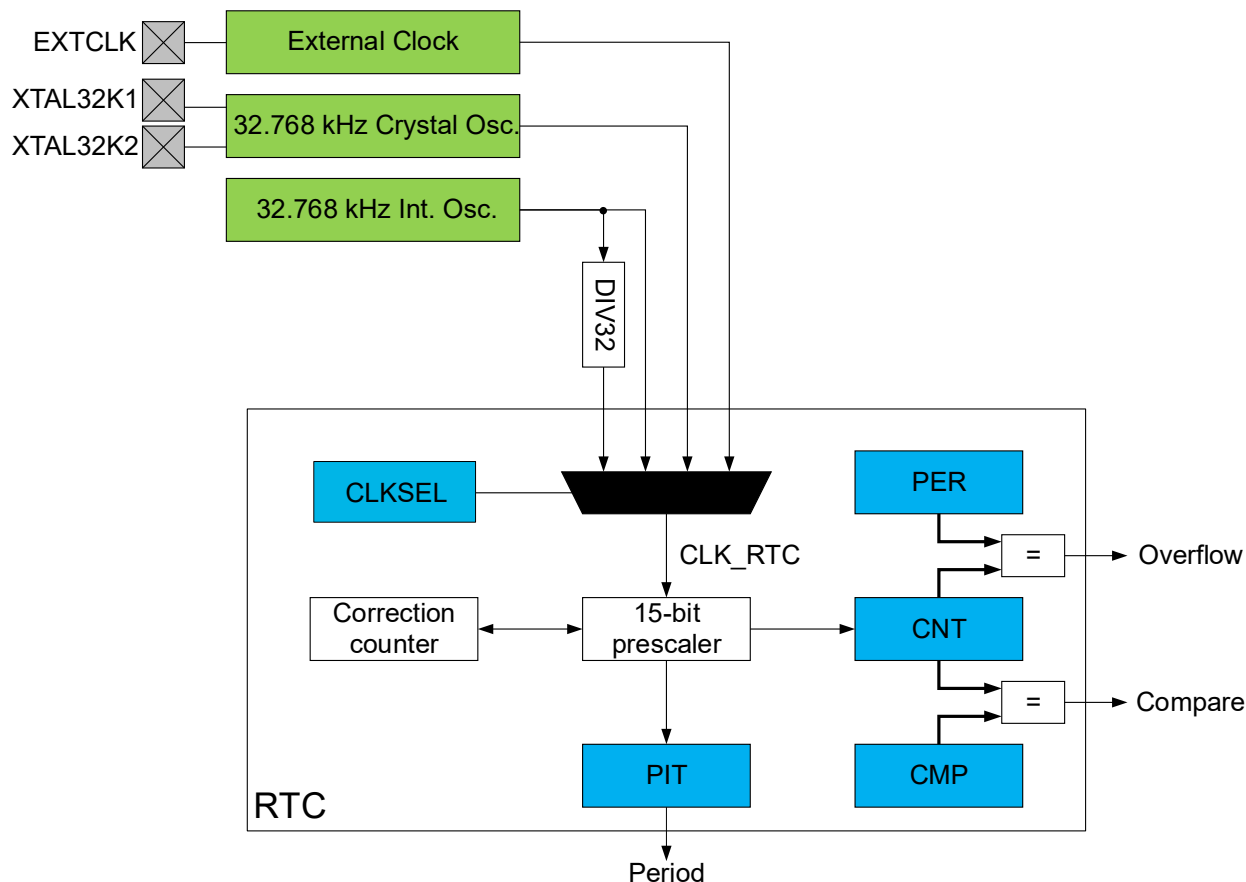 EXTCLK
External Clock
XTAL32K1
XTAL32K2
32.768 kHz Crystal Osc.
32.768 kHz Int. Osc.
DIV32
CLKSEL
PER
CLK_RTC
=
Overflow
Correction
counter
15-bit
prescaler
CNT
=
Compare
PIT
CMP
RTC
Period